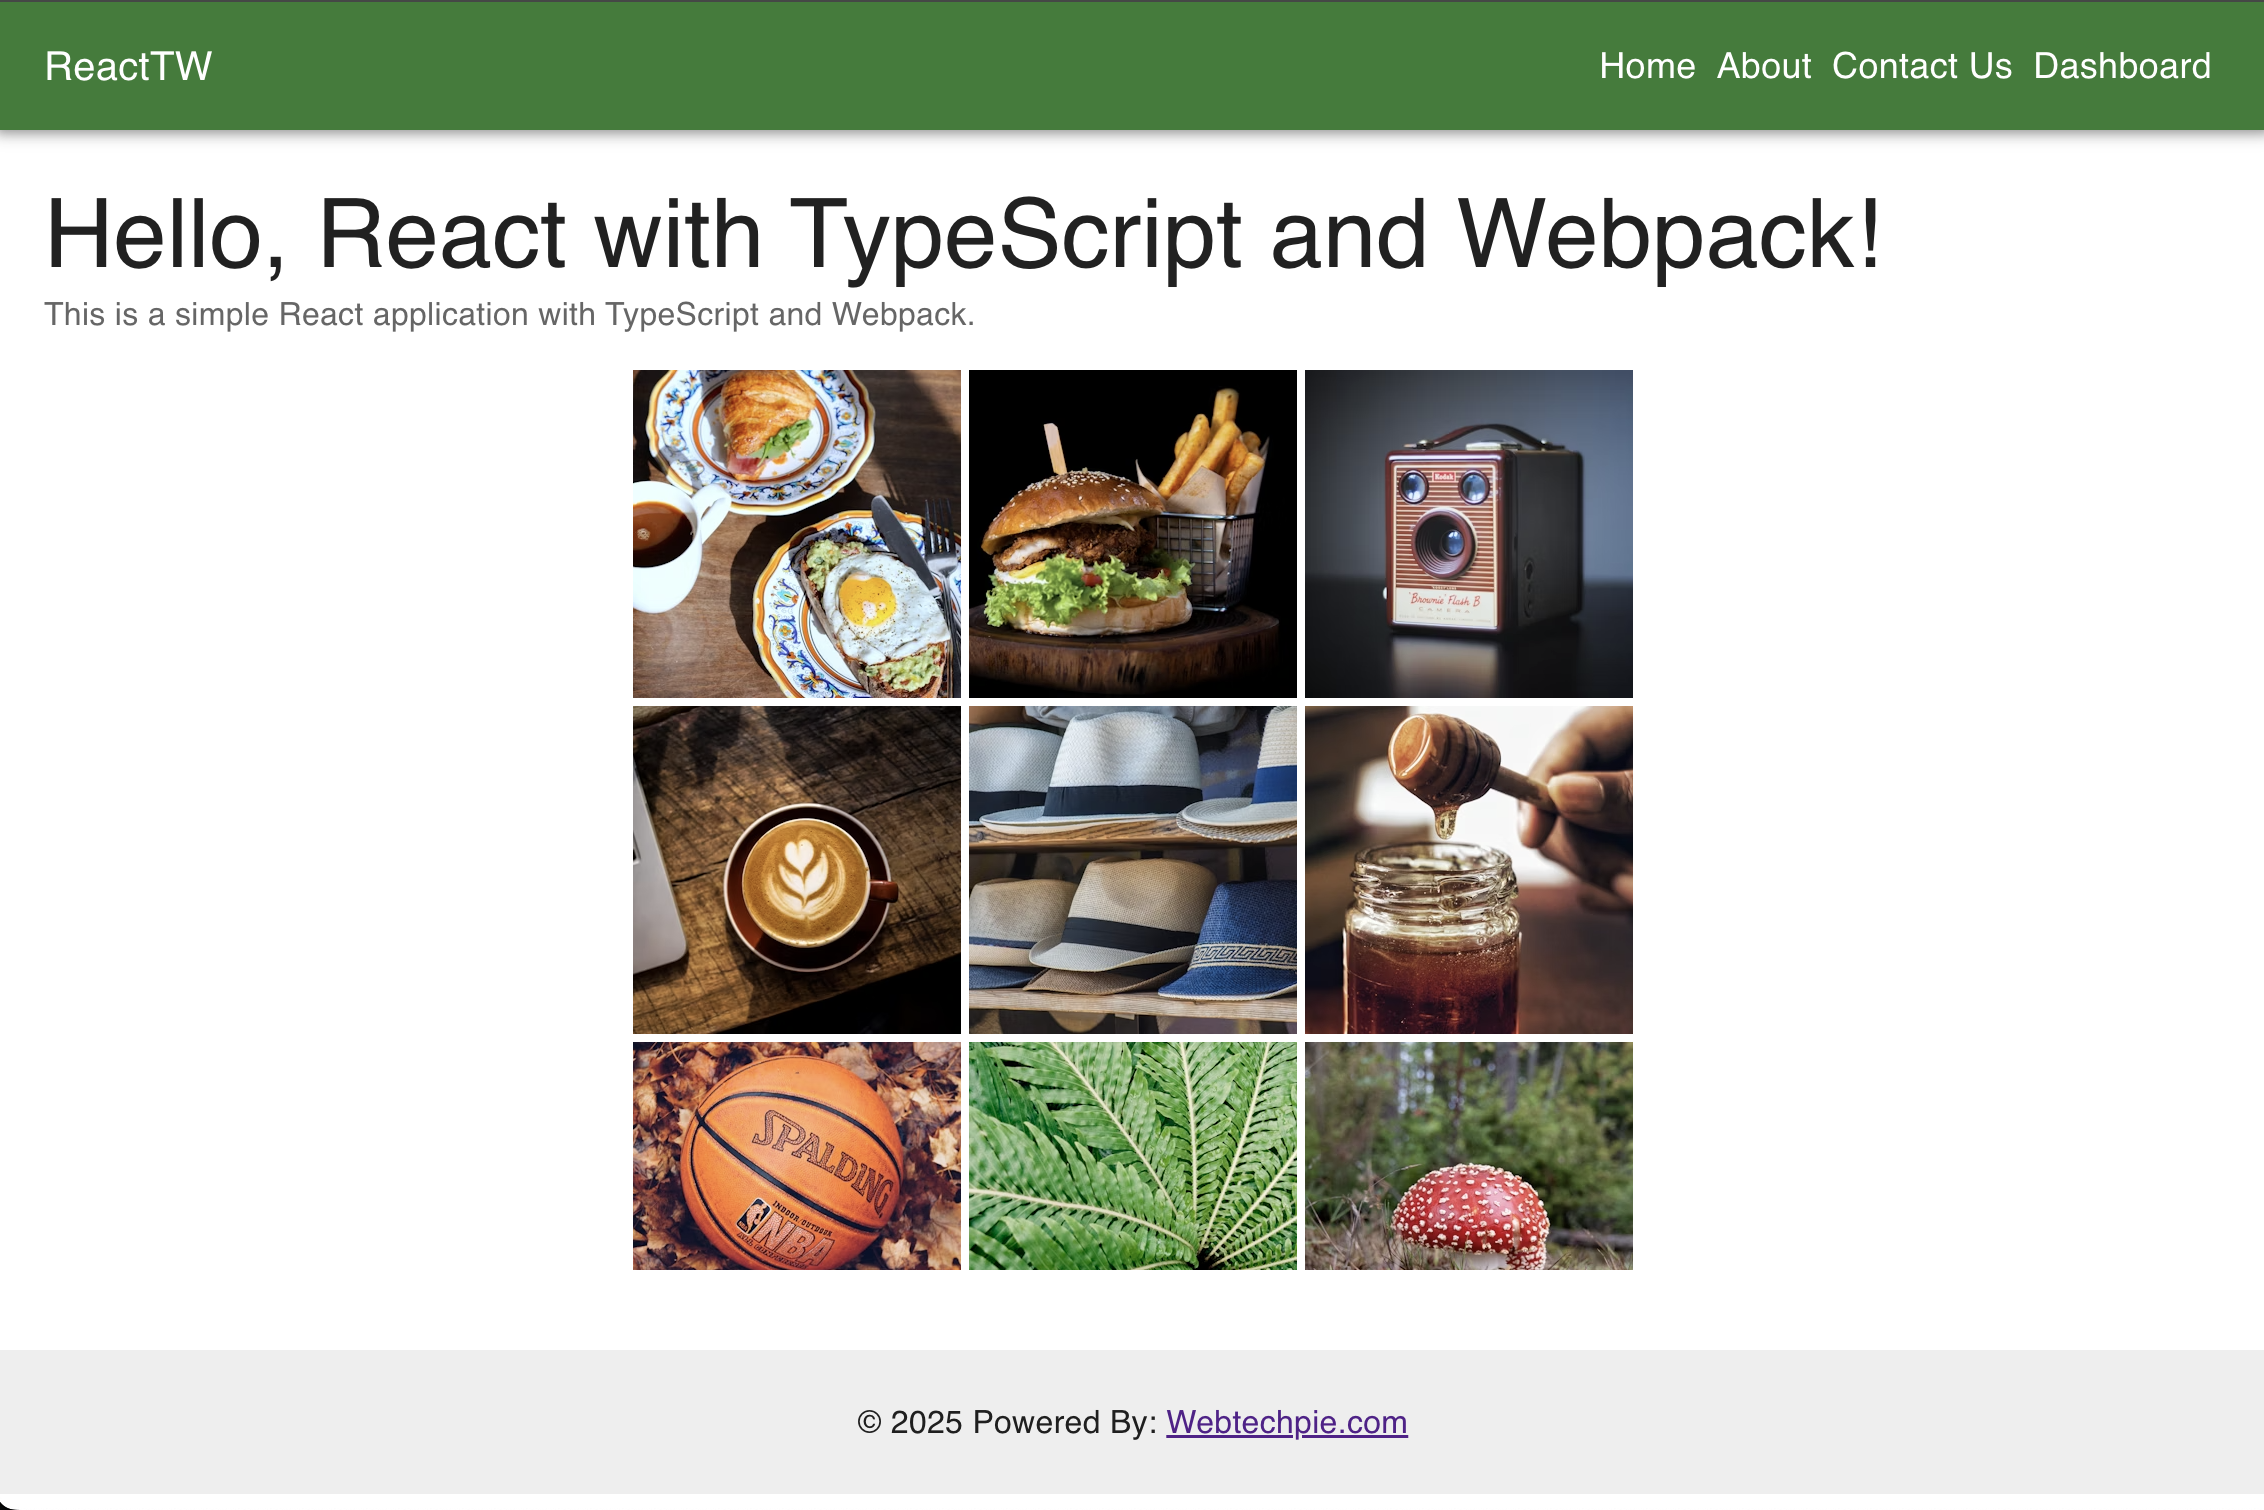 ReactTW
Home About Contact Us Dashboard
Hello, React with TypeScript and Webpack!
This is a simple React application with TypeScript and Webpack.
Kodak
'Brownie' Flash B
CAMERA
SPALDING
INDOOR/OUTDOOR
NBA
© 2025 Powered By: Webtechpie.com